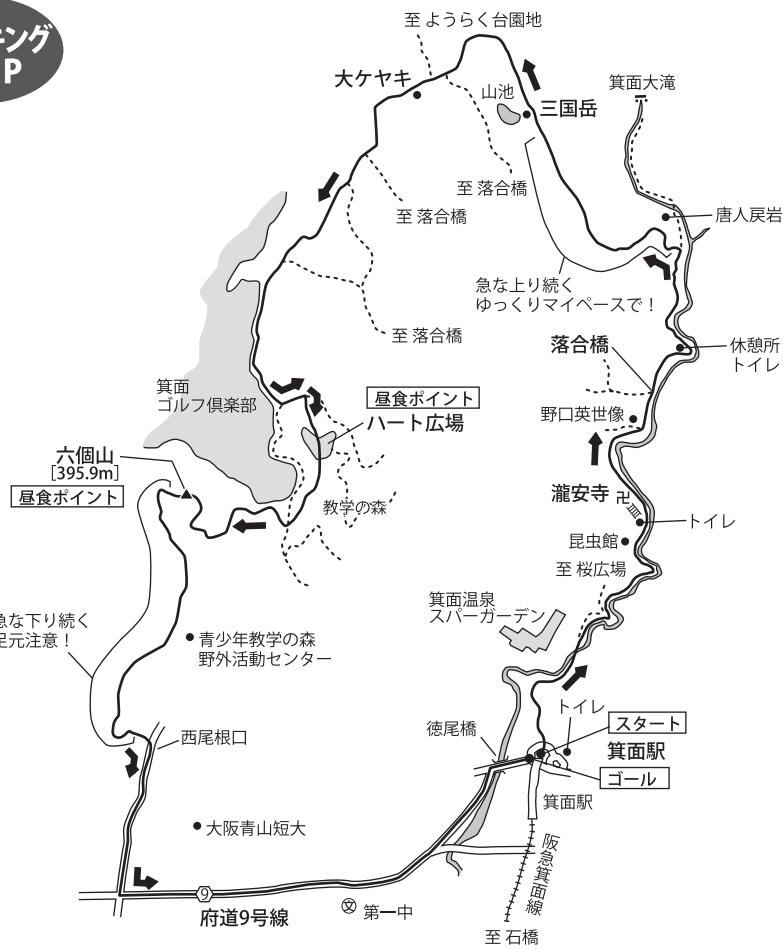 キング
P
至 ようらく台園地
大ケヤキ
山池
三国岳
箕面大滝
至 落合橋
至 落合橋
唐人戻岩
急な上り続く
ゆっくりマイペースで！
至 落合橋
落合橋
休憩所
トイレ
箕面
ゴルフ倶楽部
昼食ポイント
ハート広場
野口英世像
六個山
[395.9m]
昼食ポイント
瀧安寺
卍
トイレ
教学の森
昆虫館
至 桜広場
箕面温泉
スパーガーデン
急な下り続く
足元注意！
青少年教学の森
野外活動センター
トイレ
西尾根口
徳尾橋
スタート
箕面駅
ゴール
箕面駅
大阪青山短大
阪急箕面線
9
府道9号線
文
第一中
至 石橋